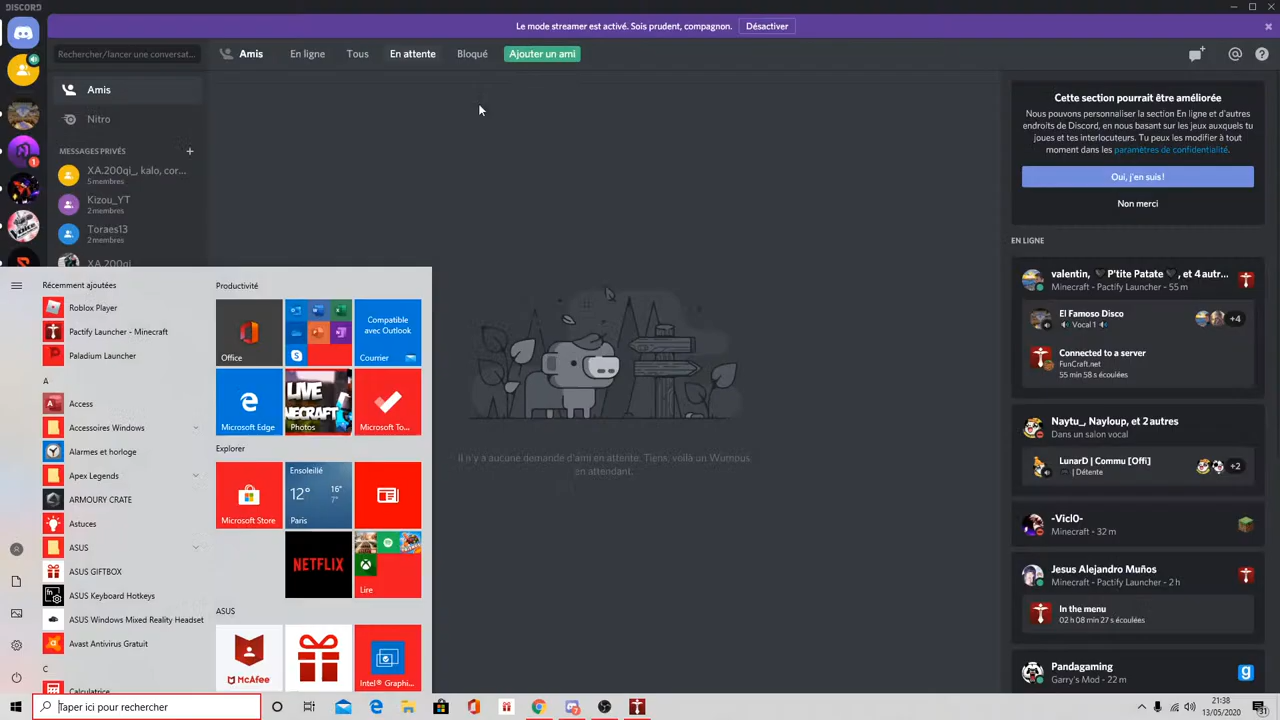 DISCORD
Le mode streamer est activé. Sois prudent, compagnon.
Désactiver
Rechercher/lancer une conversat...
Amis
En ligne
Tous
En attente
Bloqué
Ajouter un ami
Amis
Nitro
MESSAGES PRIVÉS
XA.200q_, kalo, cor...
5 membres
Kizou_YT
2 membres
Toraes13
2 membres
XA.200qi
1
Cette section pourrait être améliorée
Nous pouvons personnaliser la section En ligne et d'autres
endroits de Discord, en nous basant sur les jeux auxquels tu
joues et tes interlocuteurs. Tu peux les modifier à tout
moment dans les paramètres de confidentialité.
Oui, j'en suis !
Non merci
EN LIGNE
valentin, 🖤 P'tite Patate 🖤, et 4 autr...
Minecraft - Pactify Launcher - 55 m
El Famoso Disco
Vocal 1
+4
Connected to a server
FunCraft.net
55 min 58 s écoulées
Naytu_, Nayloup, et 2 autres
Dans un salon vocal
LunarD | Commu [Offi]
| Détente
+2
-Vicl0-
Minecraft - 32 m
Jesus Alejandro Muños
Minecraft - Pactify Launcher - 2 h
In the menu
02 h 08 min 27 s écoulées
Pandagaming
Garry's Mod - 22 m
Il n'y a aucune demande d'ami en attente. Tiens, voilà un Wumpus
en attendant.
Récemment ajoutées
Roblox Player
Pactify Launcher - Minecraft
Paladium Launcher
A
Access
Accessoires Windows
Alarmes et horloge
Apex Legends
ARMOURY CRATE
Astuces
ASUS
ASUS GIFTBOX
ASUS Keyboard Hotkeys
ASUS Windows Mixed Reality Headset
Avast Antivirus Gratuit
C
Calculatrice
Productivité
Office
Compatible
avec Outlook
Courrier
Microsoft Edge
LIVE
MINECRAFT
Photos
Microsoft To...
Explorer
Microsoft Store
Ensoleillé
12°
16°
7°
Paris
NETFLIX
Lire
ASUS
McAfee
Intel® Graphi...
Taper ici pour rechercher
21:38
13/05/2020